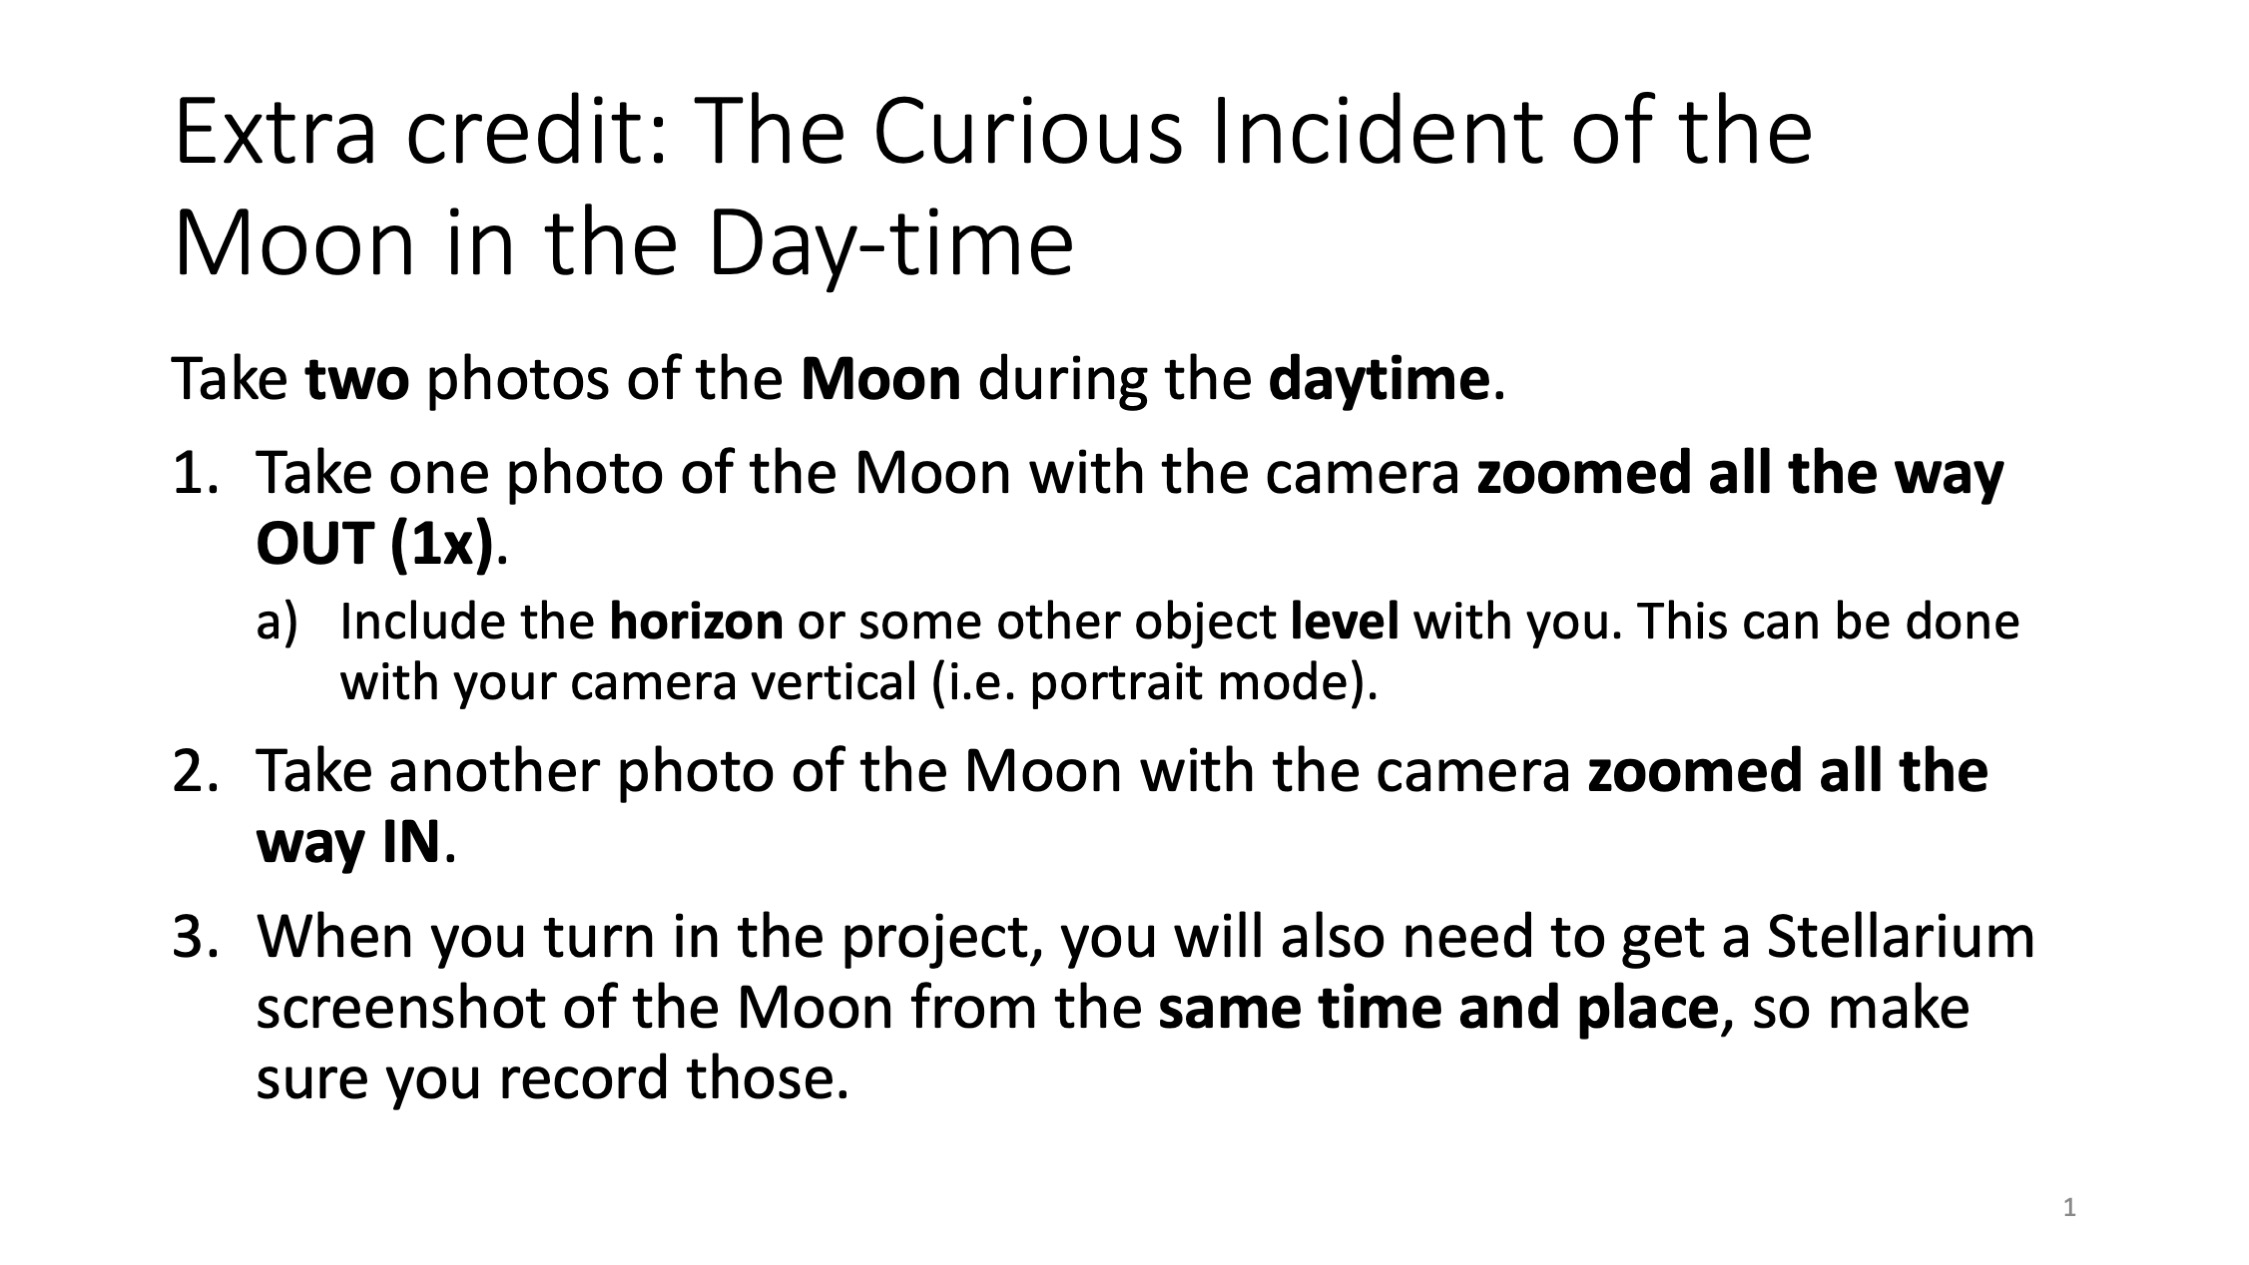 Extra credit: The Curious Incident of the
Moon in the Day-time
Take two photos of the Moon during the daytime.
1. Take one photo of the Moon with the camera zoomed all the way
OUT (1x).
a) Include the horizon or some other object level with you. This can be done
with your camera vertical (i.e. portrait mode).
2. Take another photo of the Moon with the camera zoomed all the
way IN.
3. When you turn in the project, you will also need to get a Stellarium
screenshot of the Moon from the same time and place, so make
sure you record those.
1